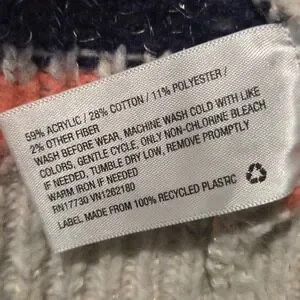 59% ACRYLIC / 28% COTTON / 11% POLYESTER /
2% OTHER FIBER
WASH BEFORE WEAR, MACHINE WASH COLD WITH LIKE
COLORS, GENTLE CYCLE, ONLY NON-CHLORINE BLEACH
IF NEEDED, TUMBLE DRY LOW, REMOVE PROMPTLY
WARM IRON IF NEEDED
RN17730 VN1262180
LABEL MADE FROM 100% RECYCLED PLASTIC